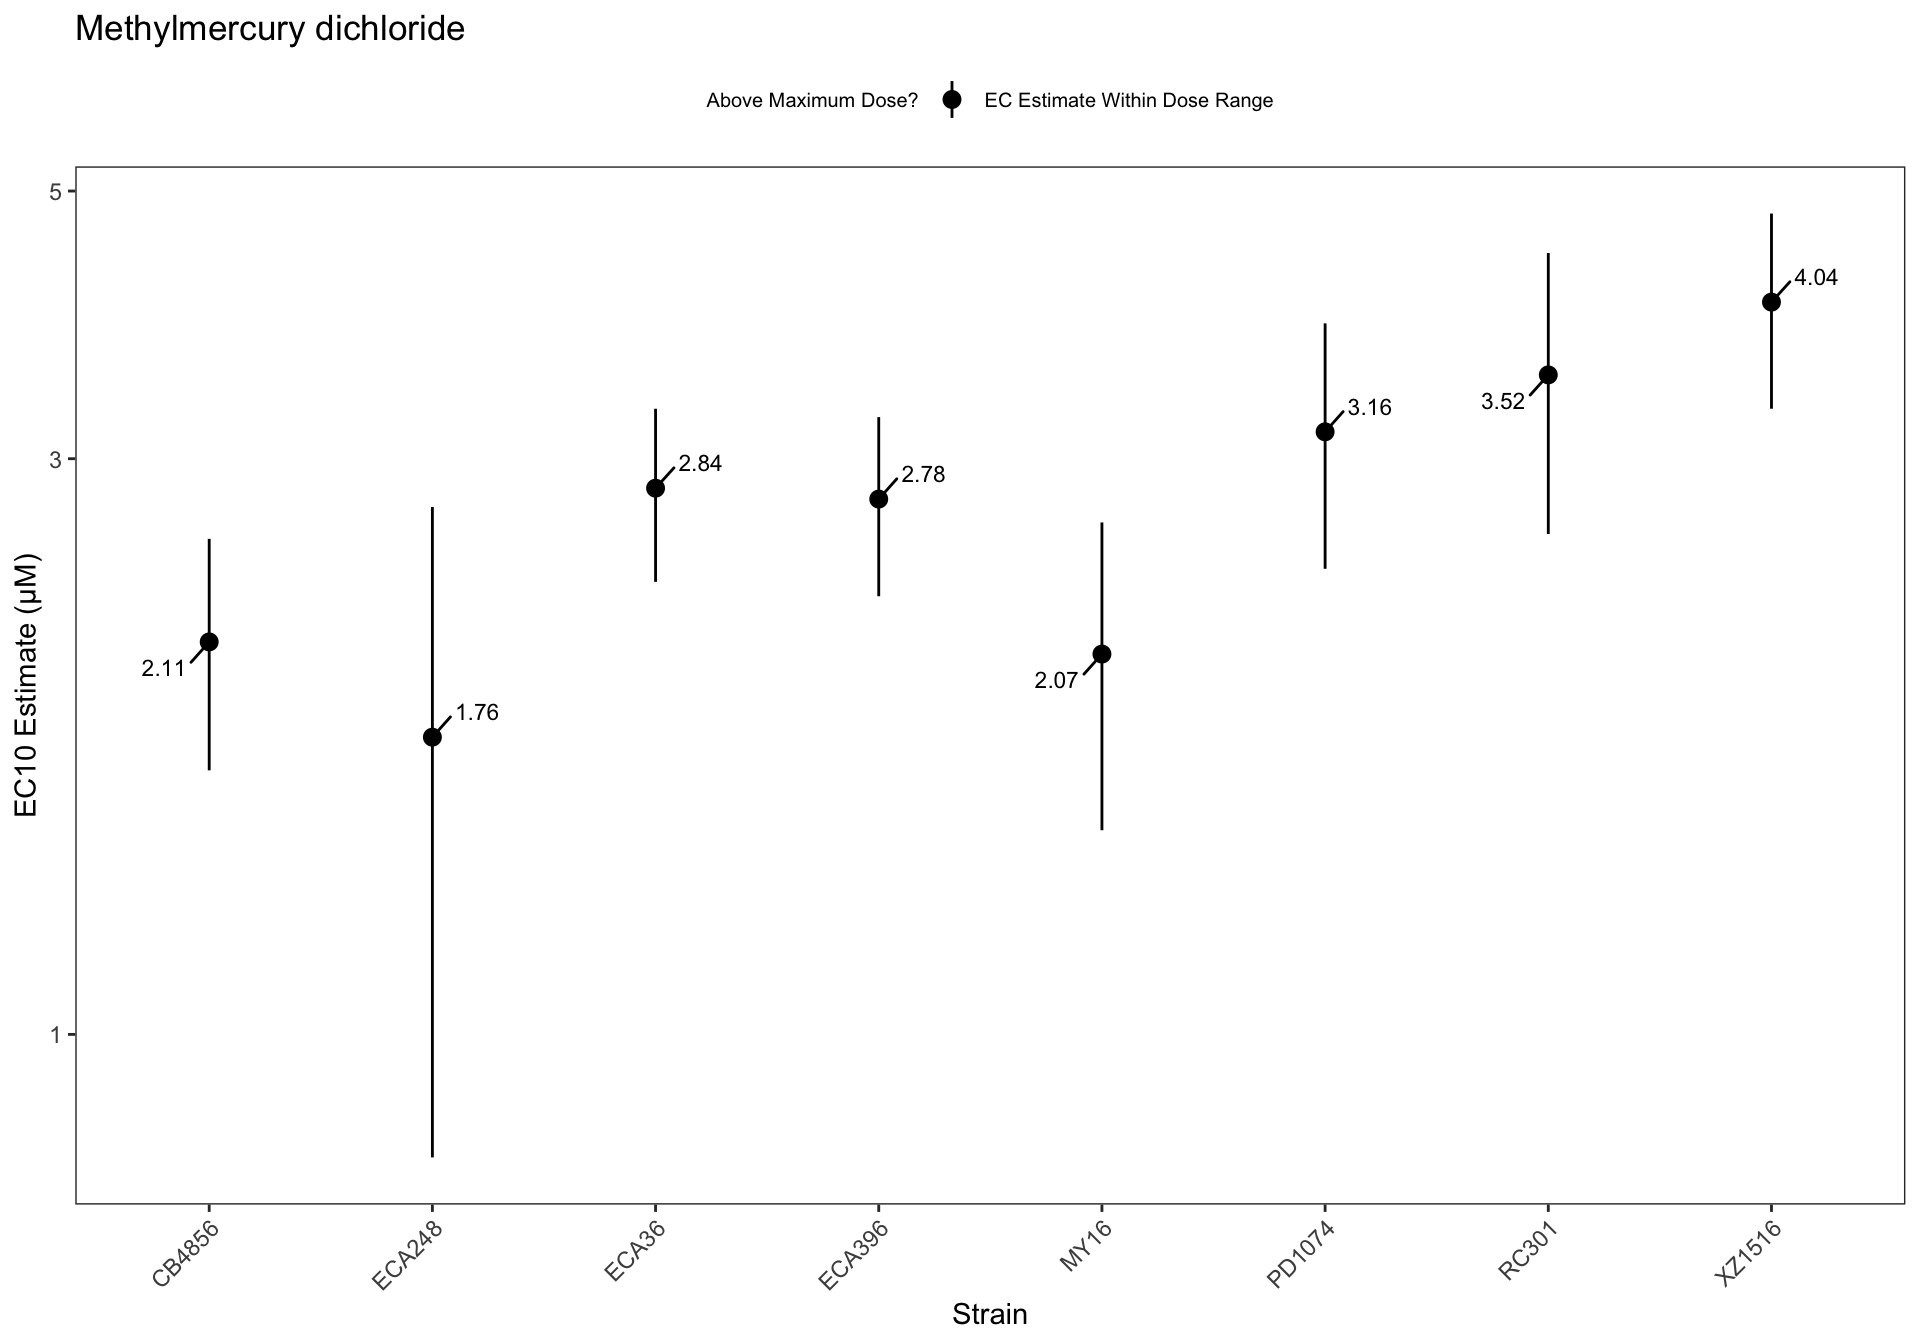 Methylmercury dichloride
Above Maximum Dose? EC Estimate Within Dose Range
EC10 Estimate (µM)
5
3
1
2.11
1.76
2.84
2.78
2.07
3.16
3.52
4.04
CB4856 ECA248 ECA36 ECA396 MY16 PD1074 RC301 XZ1516
Strain